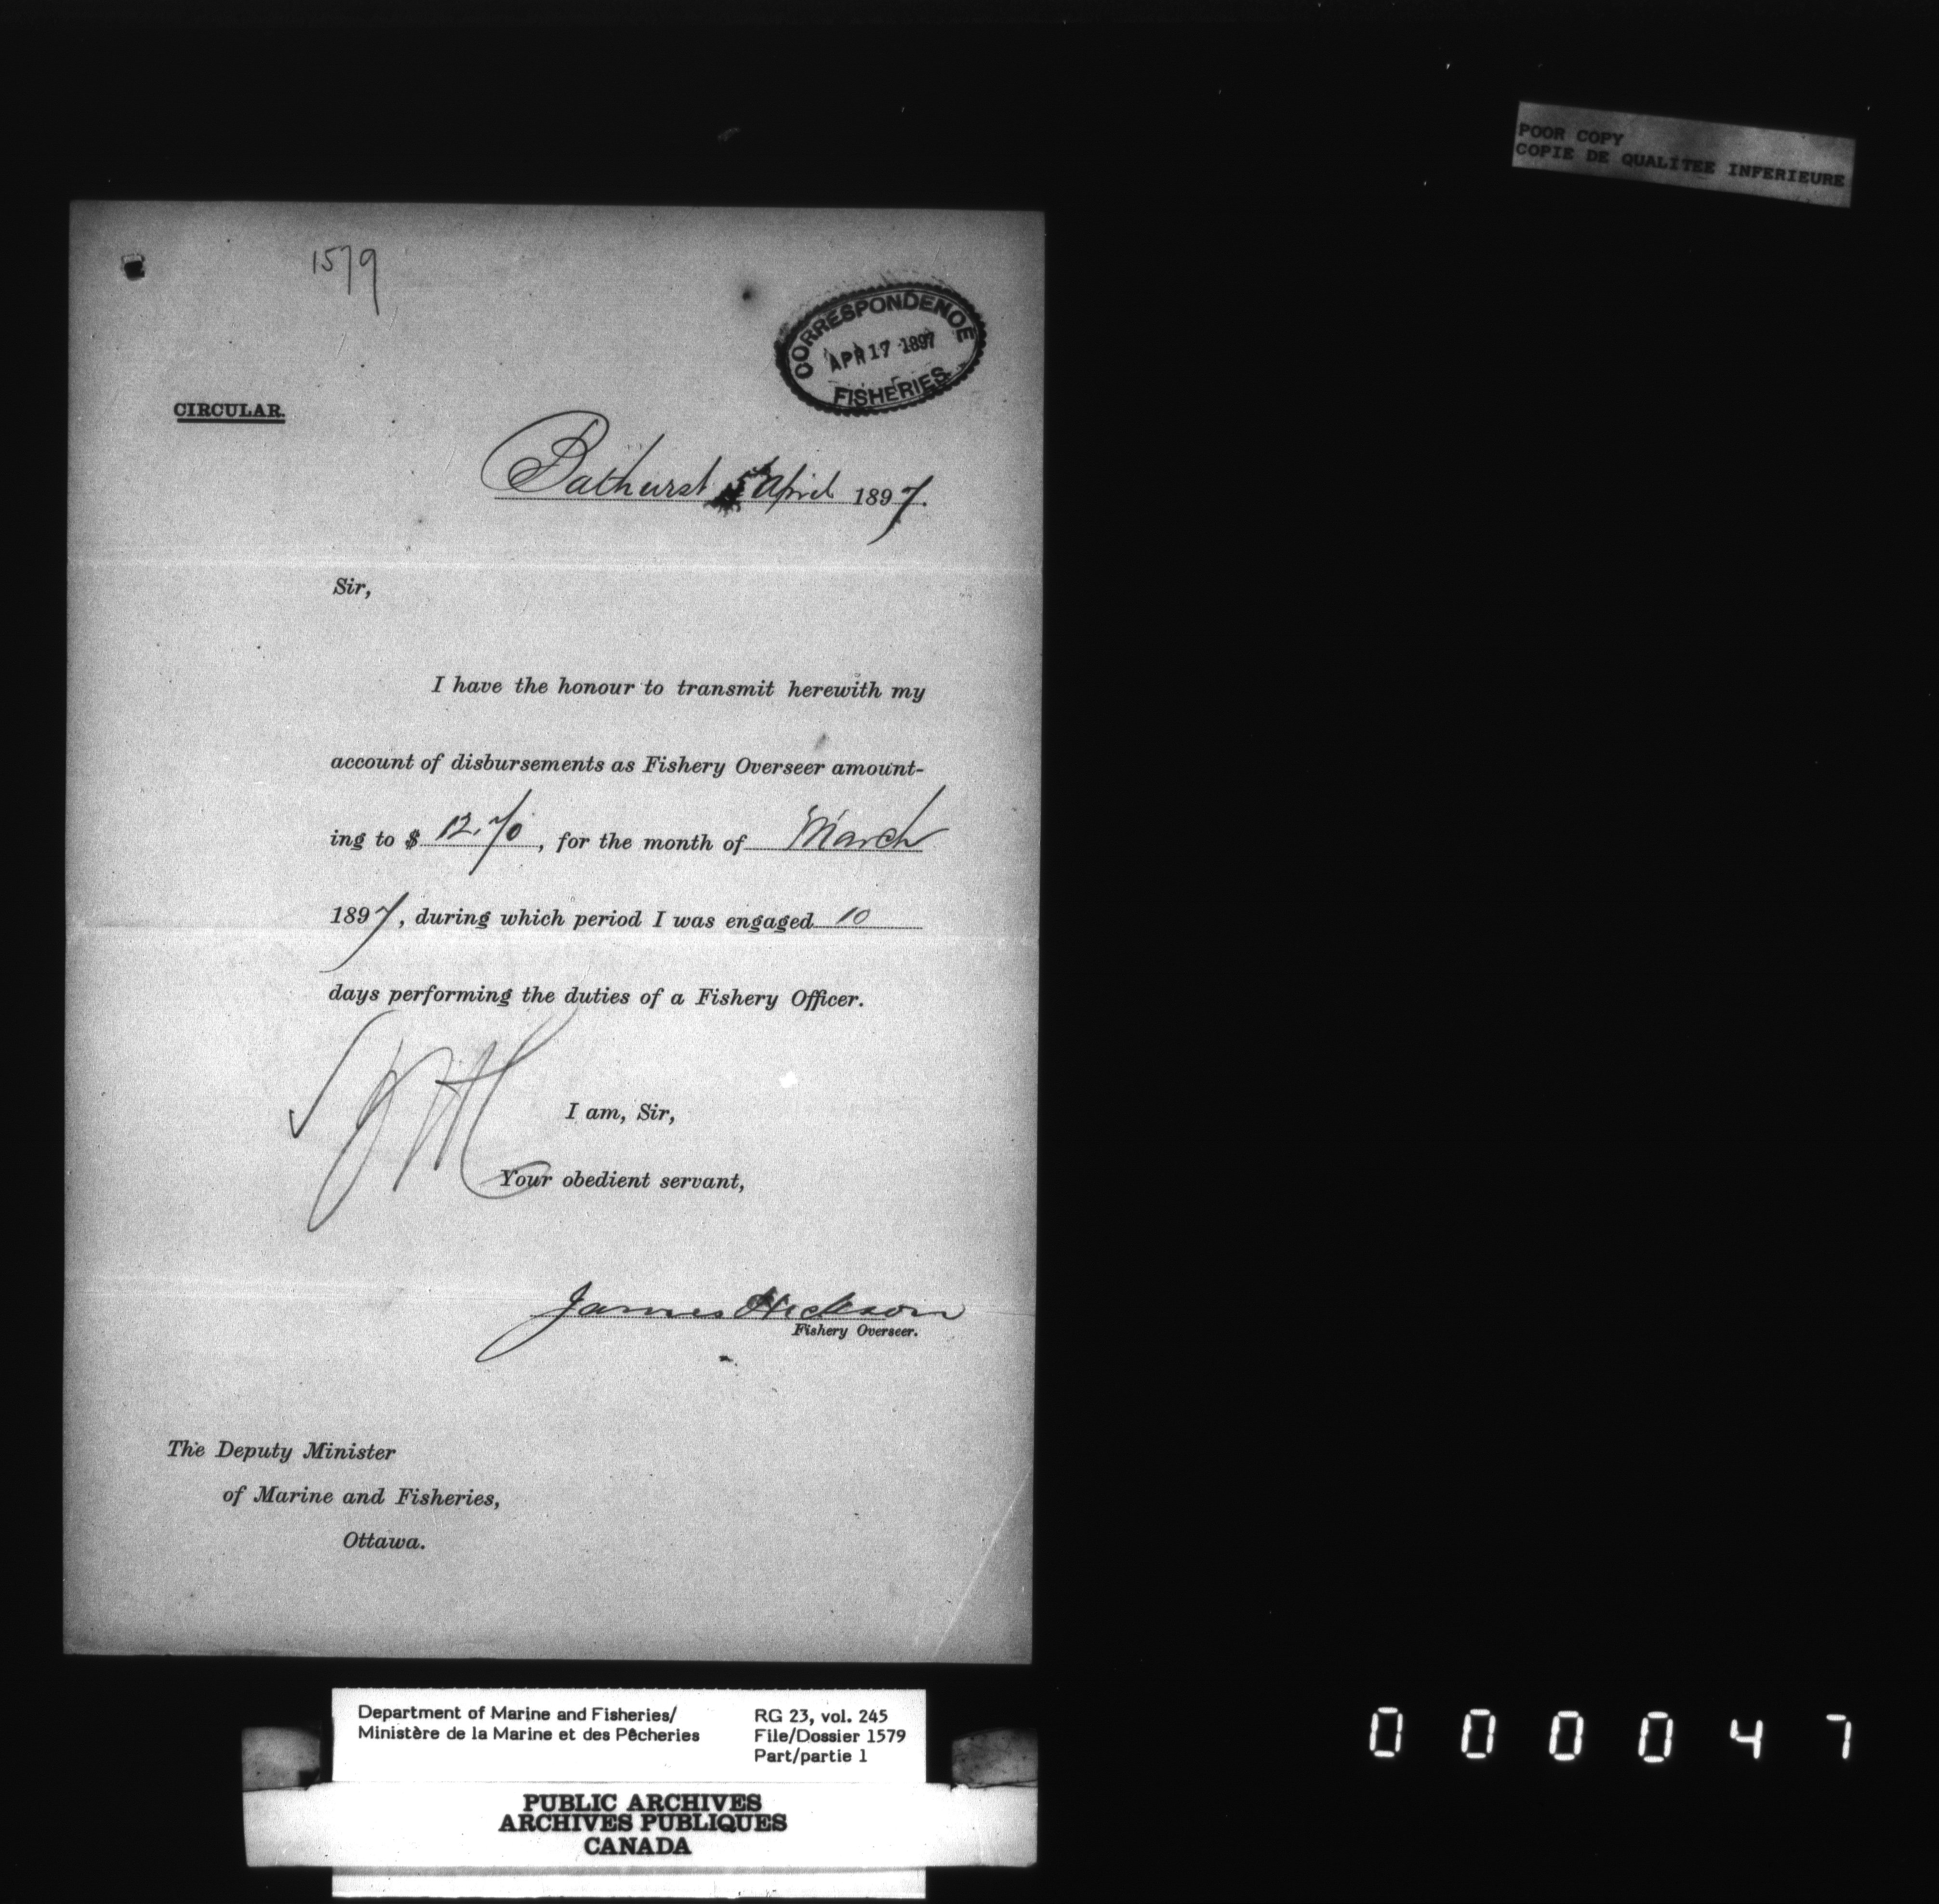 POOR COPY
COPIE DE QUALITEE INFERIEURE
1579
CORRESPONDENCE
APR 17 1897
FISHERIES
CIRCULAR.
Bathurst 5 April 1897.
Sir,
I have the honour to transmit herewith my
account of disbursements as Fishery Overseer amount-
ing to $ 12.70, for the month of March
1897, during which period I was engaged 10
days performing the duties of a Fishery Officer.
I am, Sir,
Your obedient servant,
James Hickson
Fishery Overseer.
The Deputy Minister
of Marine and Fisheries,
Ottawa.
Department of Marine and Fisheries/
Ministère de la Marine et des Pêcheries
RG 23, vol. 245
File/Dossier 1579
Part/partie 1
PUBLIC ARCHIVES
ARCHIVES PUBLIQUES
CANADA
000047